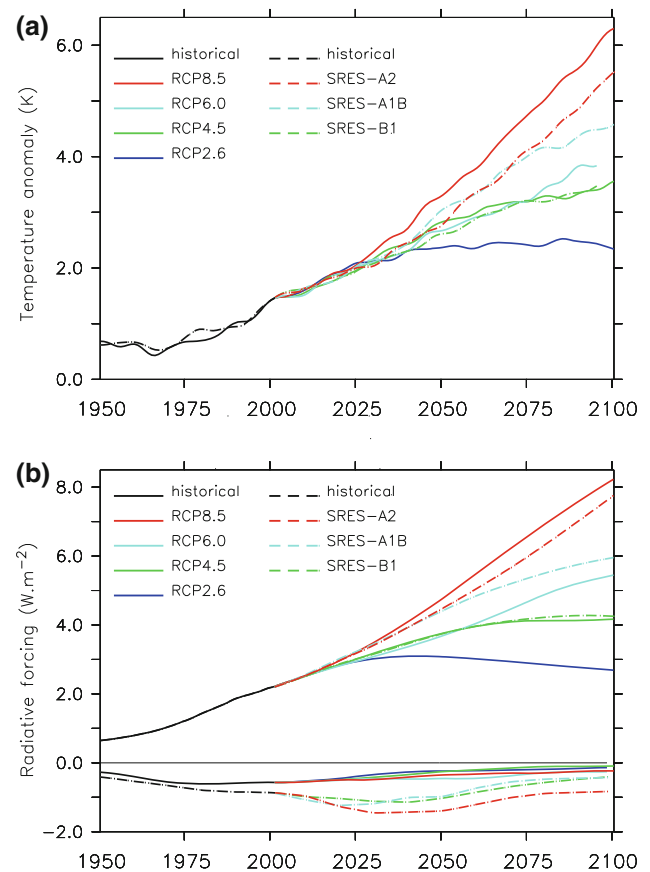 (a)
6.0
4.0
2.0
0.0
Temperature anomaly (K)
historical
RCP8.5
RCP6.0
RCP4.5
RCP2.6
historical
SRES-A2
SRES-A1B
SRES-B1
1950 1975 2000 2025 2050 2075 2100
(b)
8.0
6.0
4.0
2.0
0.0
-2.0
Radiative forcing (W.m⁻²)
historical
RCP8.5
RCP6.0
RCP4.5
RCP2.6
historical
SRES-A2
SRES-A1B
SRES-B1
1950 1975 2000 2025 2050 2075 2100